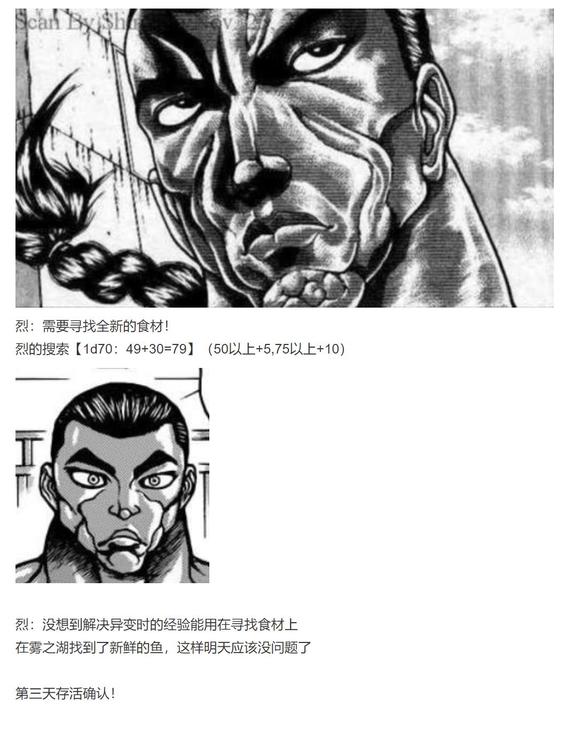 Scan By
烈：需要寻找全新的食材！
烈的搜索【1d70：49+30=79】（50以上+5,75以上+10）
烈：没想到解决异变时的经验能用在寻找食材上
在雾之湖找到了新鲜的鱼，这样明天应该没问题了
第三天存活确认！